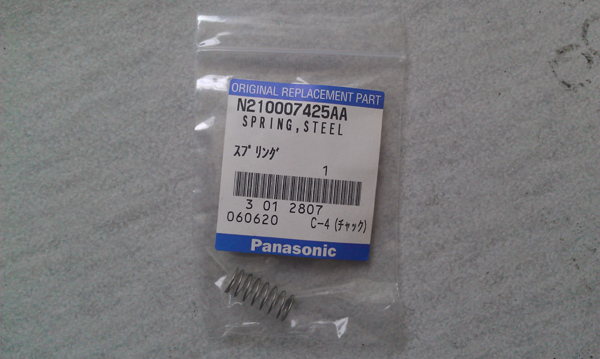 ORIGINAL REPLACEMENT PART
N210007425AA
SPRING,STEEL
スプリング
1
3 01 2807
060620 C-4 (チャック)
Panasonic